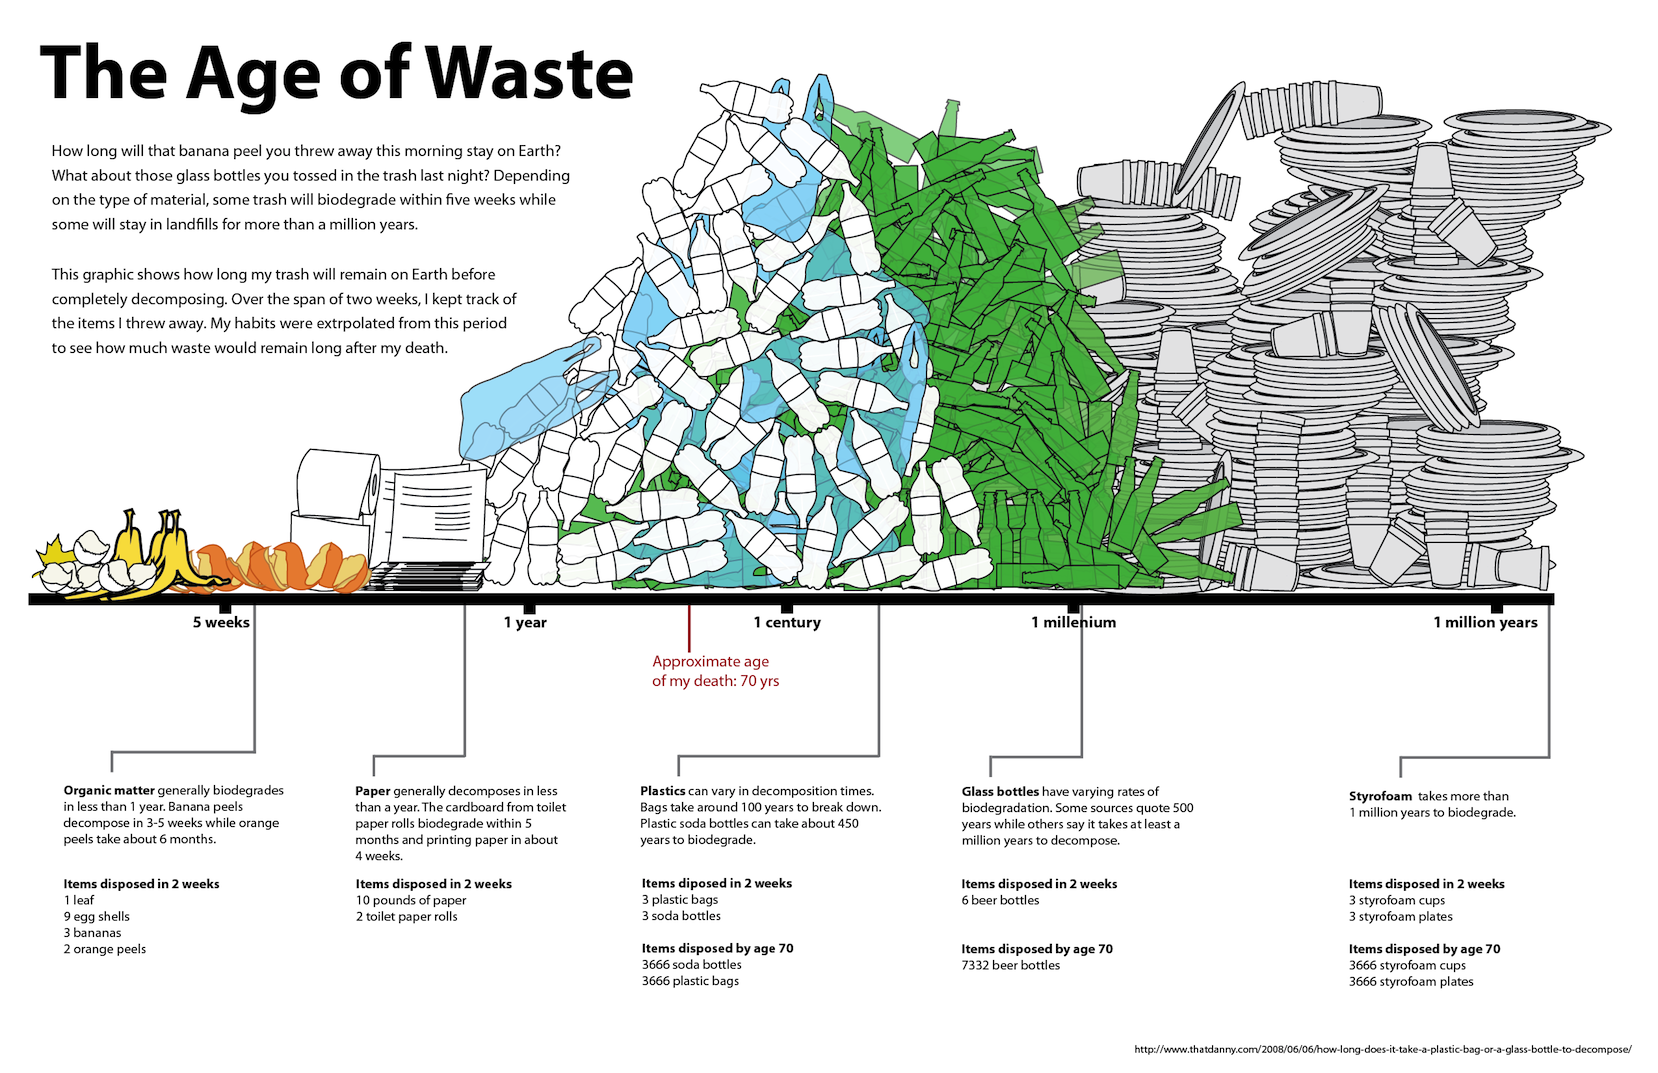 The Age of Waste
How long will that banana peel you threw away this morning stay on Earth?
What about those glass bottles you tossed in the trash last night? Depending
on the type of material, some trash will biodegrade within five weeks while
some will stay in landfills for more than a million years.
This graphic shows how long my trash will remain on Earth before
completely decomposing. Over the span of two weeks, I kept track of
the items I threw away. My habits were extrpolated from this period
to see how much waste would remain long after my death.
5 weeks
1 year
1 century
1 millenium
1 million years
Approximate age
of my death: 70 yrs
Organic matter generally biodegrades
in less than 1 year. Banana peels
decompose in 3-5 weeks while orange
peels take about 6 months.
Items disposed in 2 weeks
1 leaf
9 egg shells
3 bananas
2 orange peels
Paper generally decomposes in less
than a year. The cardboard from toilet
paper rolls biodegrade within 5
months and printing paper in about
4 weeks.
Items disposed in 2 weeks
10 pounds of paper
2 toilet paper rolls
Plastics can vary in decomposition times.
Bags take around 100 years to break down.
Plastic soda bottles can take about 450
years to biodegrade.
Items diposed in 2 weeks
3 plastic bags
3 soda bottles
Items disposed by age 70
3666 soda bottles
3666 plastic bags
Glass bottles have varying rates of
biodegradation. Some sources quote 500
years while others say it takes at least a
million years to decompose.
Items disposed in 2 weeks
6 beer bottles
Items disposed by age 70
7332 beer bottles
Styrofoam takes more than
1 million years to biodegrade.
Items disposed in 2 weeks
3 styrofoam cups
3 styrofoam plates
Items disposed by age 70
3666 styrofoam cups
3666 styrofoam plates
http://www.thatdanny.com/2008/06/06/how-long-does-it-take-a-plastic-bag-or-a-glass-bottle-to-decompose/